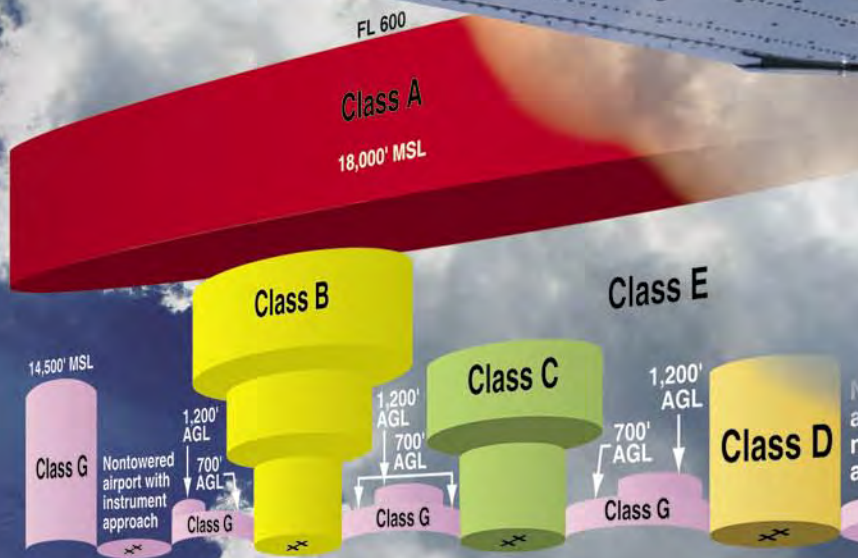 FL 600
Class A
18,000' MSL
Class B
Class E
14,500' MSL
Class G
Nontowered
airport with
instrument
approach
1,200'
AGL
700'
AGL
Class G
1,200'
AGL
700'
AGL
Class G
Class C
700'
AGL
1,200'
AGL
Class G
Class D